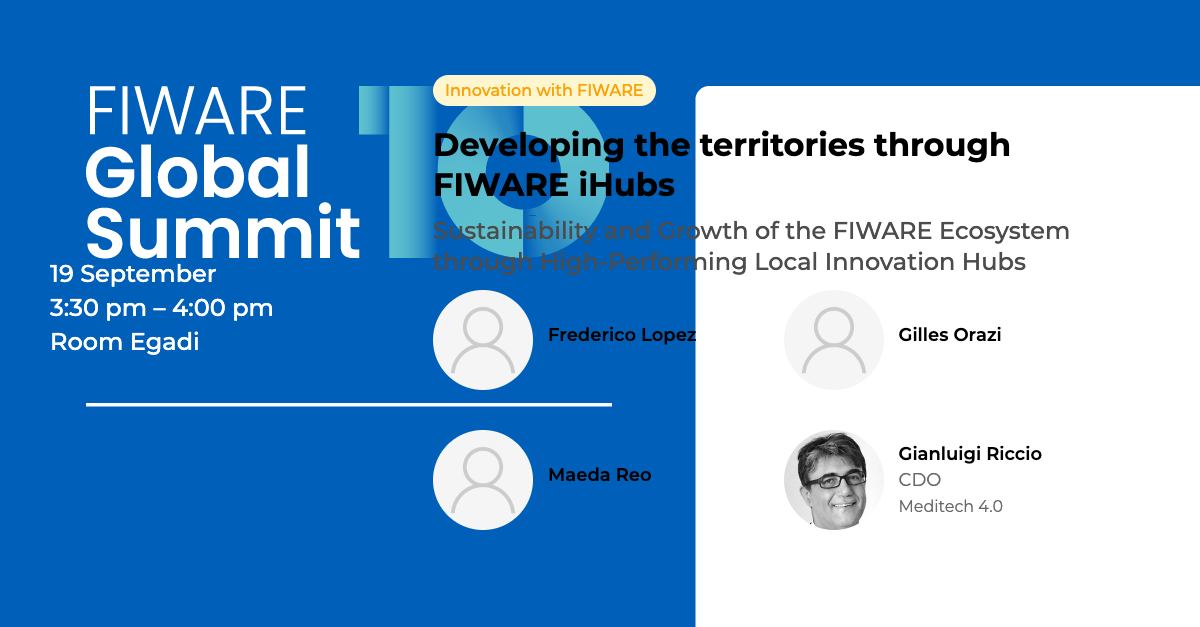 FIWARE
Global
Summit
10
19 September
3:30 pm – 4:00 pm
Room Egadi
Innovation with FIWARE
Developing the territories through
FIWARE iHubs
Sustainability and Growth of the FIWARE Ecosystem
through High-Performing Local Innovation Hubs
Frederico Lopez
Gilles Orazi
Maeda Reo
Gianluigi Riccio
CDO
Meditech 4.0